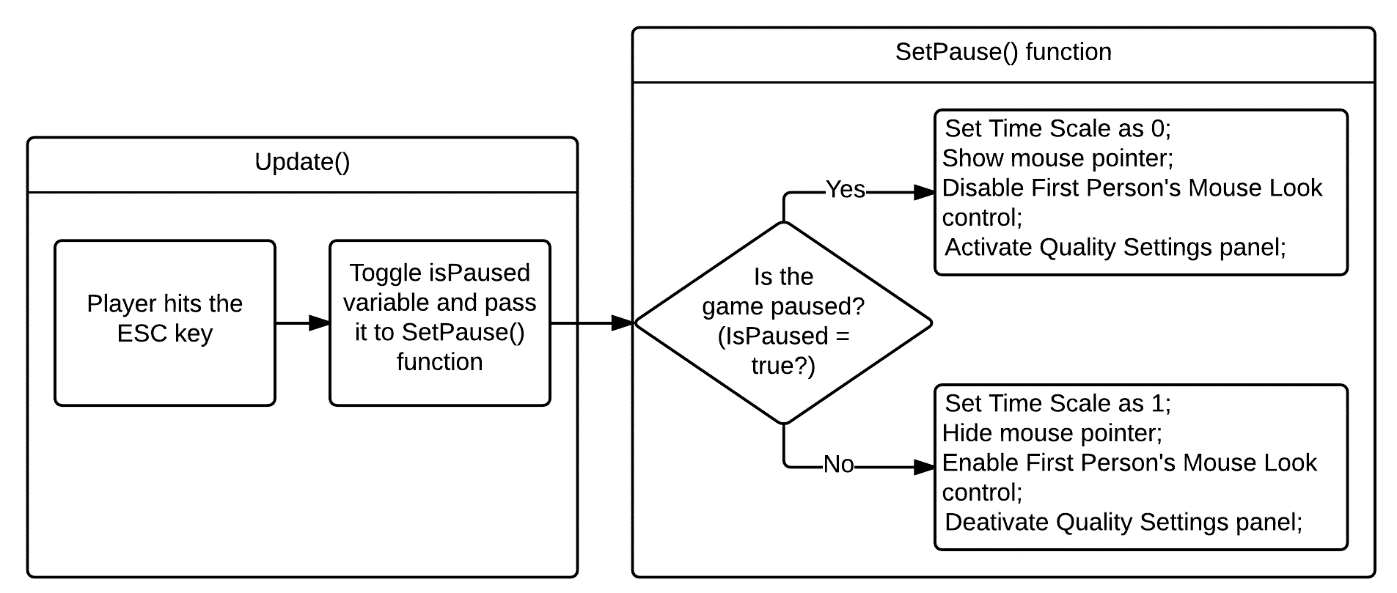 Update()
Player hits the
ESC key
Toggle isPaused
variable and pass
it to SetPause()
function
SetPause() function
Is the
game paused?
(IsPaused =
true?)
Yes
Set Time Scale as 0;
Show mouse pointer;
Disable First Person's Mouse Look
control;
Activate Quality Settings panel;
No
Set Time Scale as 1;
Hide mouse pointer;
Enable First Person's Mouse Look
control;
Deativate Quality Settings panel;